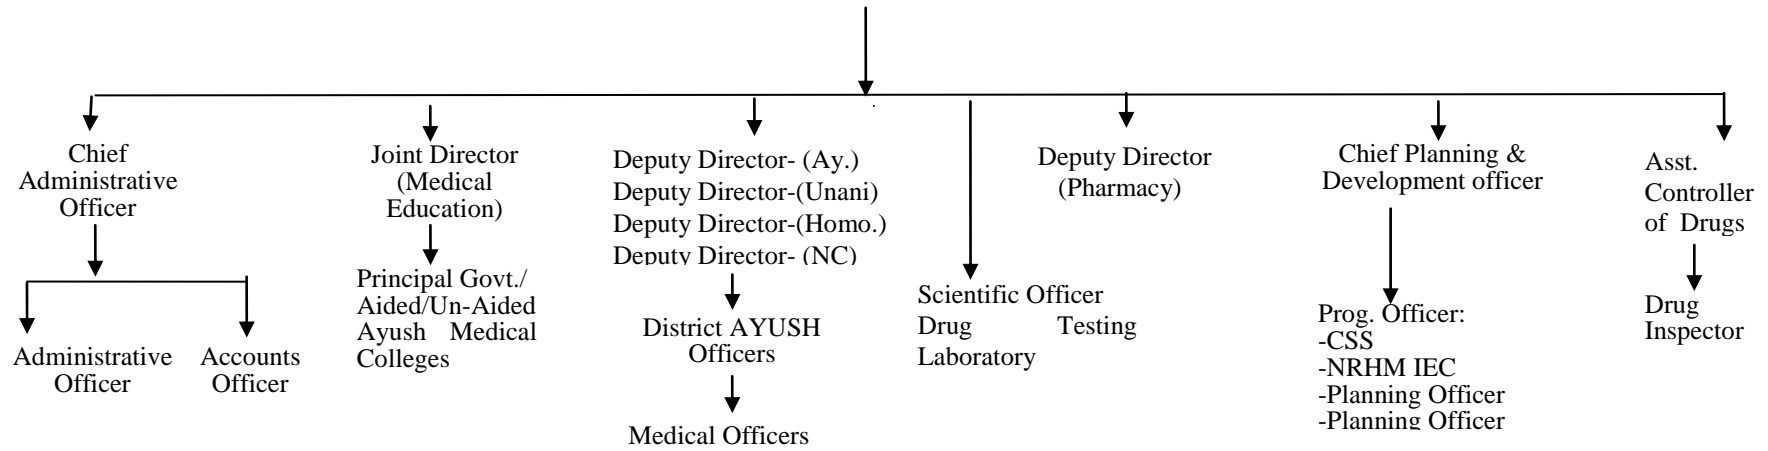 Chief
Administrative
Officer
Administrative
Officer
Accounts
Officer
Joint Director
(Medical
Education)
Principal Govt./
Aided/Un-Aided
Ayush Medical
Colleges
Deputy Director- (Ay.)
Deputy Director-(Unani)
Deputy Director-(Homo.)
Deputy Director- (NC)
District AYUSH
Officers
Medical Officers
Scientific Officer
Drug Testing
Laboratory
Deputy Director
(Pharmacy)
Chief Planning &
Development officer
Prog. Officer:
-CSS
-NRHM IEC
-Planning Officer
-Planning Officer
Asst.
Controller
of Drugs
Drug
Inspector